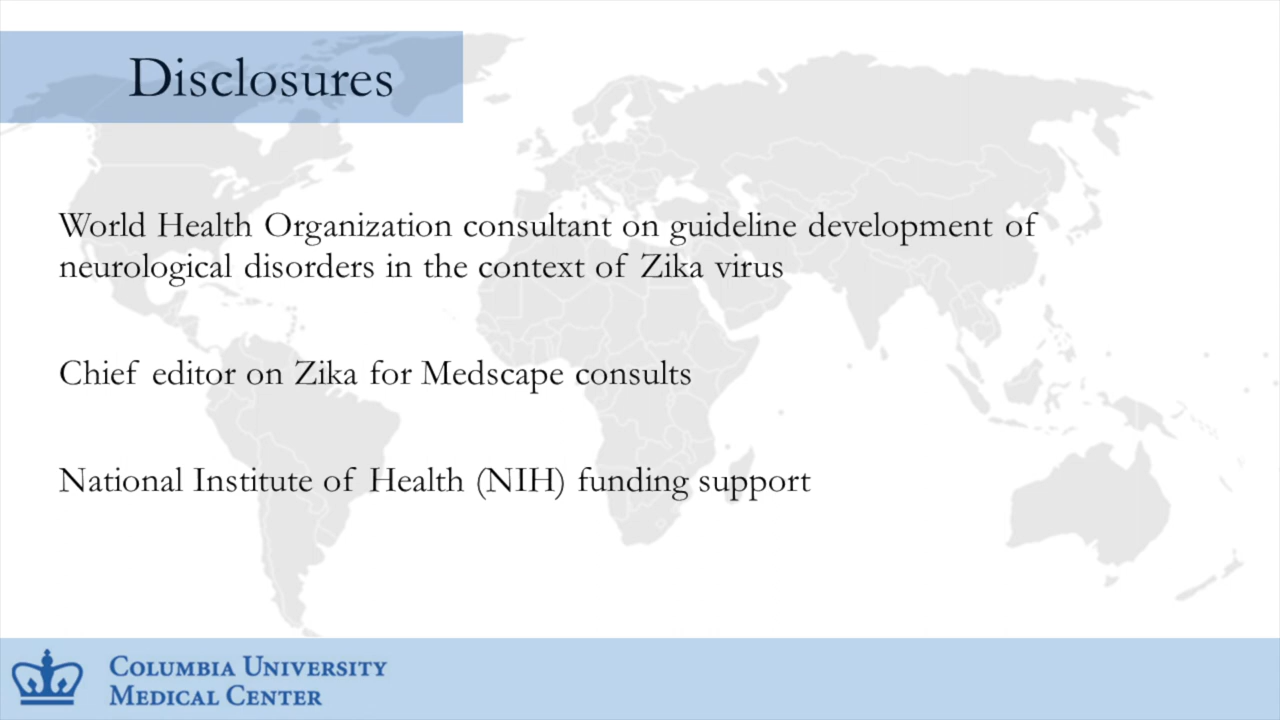 Disclosures
World Health Organization consultant on guideline development of
neurological disorders in the context of Zika virus
Chief editor on Zika for Medscape consults
National Institute of Health (NIH) funding support
COLUMBIA UNIVERSITY
MEDICAL CENTER